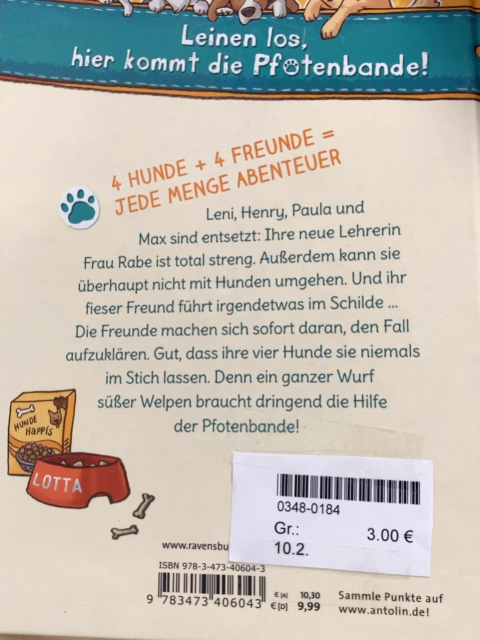 Leinen los,
hier kommt die Pfotenbande!
4 HUNDE + 4 FREUNDE =
JEDE MENGE ABENTEUER
Leni, Henry, Paula und
Max sind entsetzt: Ihre neue Lehrerin
Frau Rabe ist total streng. Außerdem kann sie
überhaupt nicht mit Hunden umgehen. Und ihr
fieser Freund führt irgendetwas im Schilde ...
Die Freunde machen sich sofort daran, den Fall
aufzuklären. Gut, dass ihre vier Hunde sie niemals
im Stich lassen. Denn ein ganzer Wurf
süßer Welpen braucht dringend die Hilfe
der Pfotenbande!
HUNDE
HAPPIS
LOTTA
0348-0184
Gr.: 3.00 €
10.2.
www.ravensbu
ISBN 978-3-473-40604-3
9 783473 406043
€ [A] 10,30
€ [D] 9,99
Sammle Punkte auf
www.antolin.de!